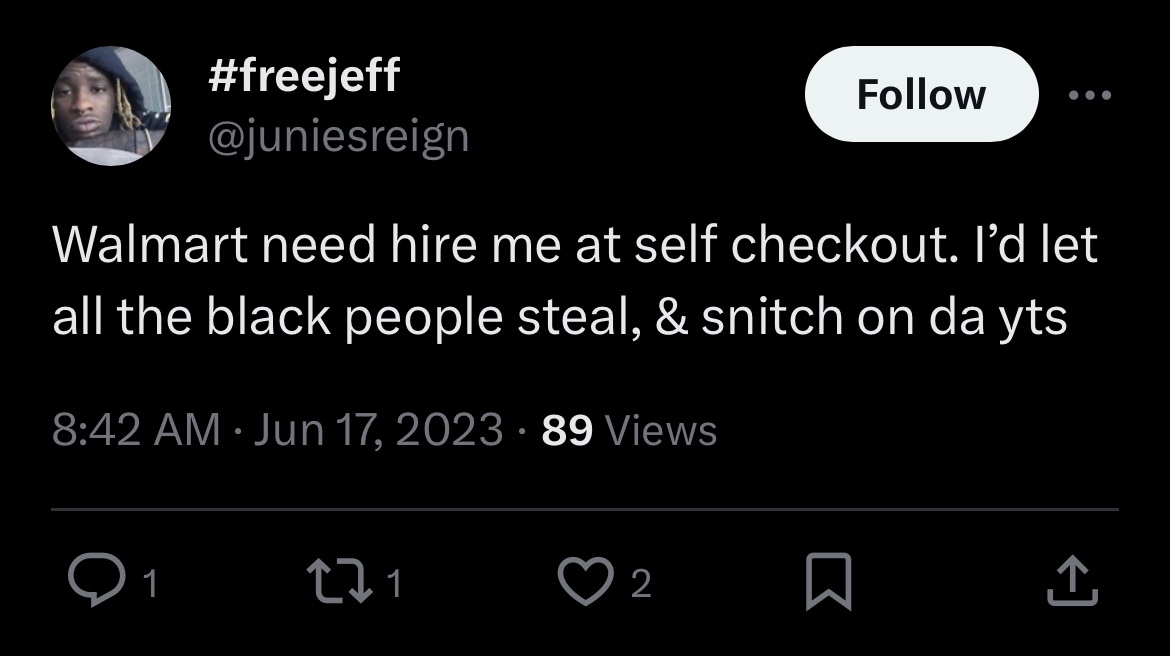 #freejeff
Follow
@juniesreign
Walmart need hire me at self checkout. I’d let
all the black people steal, & snitch on da yts
8:42 AM · Jun 17, 2023 · 89 Views
1 1 2